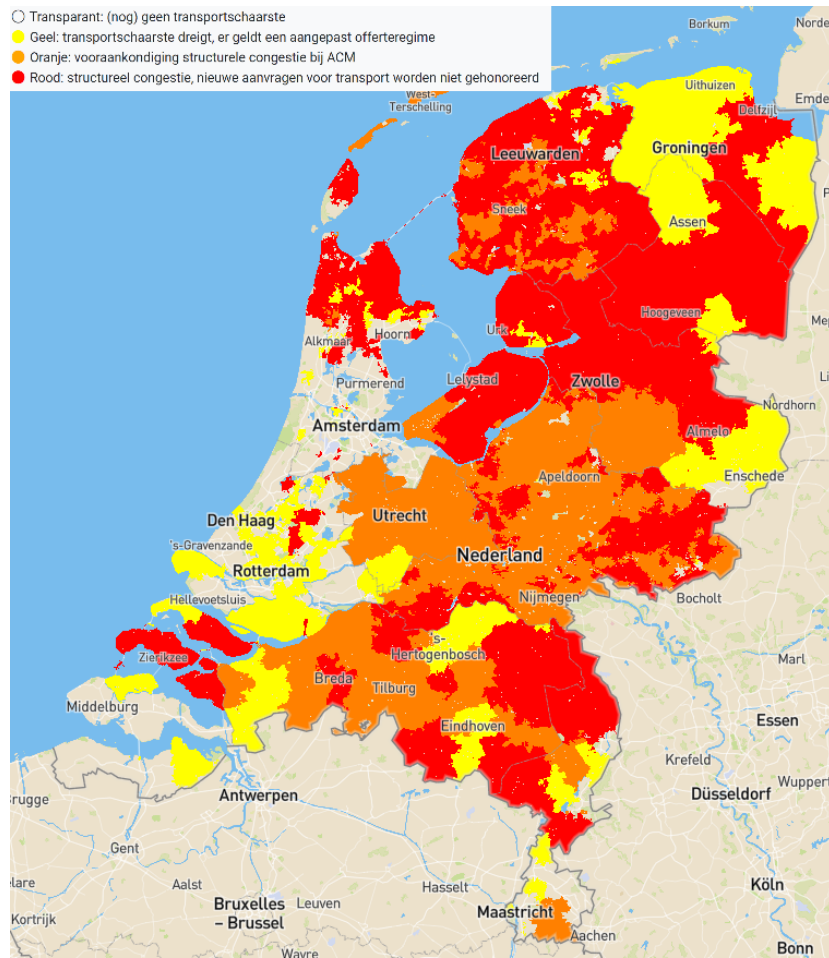 Transparant: (nog) geen transportschaarste
Geel: transportschaarste dreigt, er geldt een aangepast offerteregime
Oranje: vooraankondiging structurele congestie bij ACM
Rood: structureel congestie, nieuwe aanvragen voor transport worden niet gehonoreerd
Borkum
Norde
West-
Terschelling
Uithuizen
Emde
Delfzijl
Leeuwarden
Groningen
Sneek
Assen
Hoogeveen
Urk
Hoorn
Alkmaar
Purmerend
Lelystad
Zwolle
Nordhorn
Amsterdam
Almelo
Enschede
Apeldoorn
Den Haag
Utrecht
's-Gravenzande
Nederland
Rotterdam
Hellevoetsluis
Nijmegen
Bocholt
Zierikzee
's-
Hertogenbosch
Marl
Breda
Tilburg
Middelburg
Eindhoven
Essen
Krefeld
Wuppert
Düsseldorf
Brugge
Antwerpen
Gent
Aalst
Hasselt
Köln
Kortrijk
Bruxelles
– Brussel
Leuven
Maastricht
Aachen
Bonn
Wavre